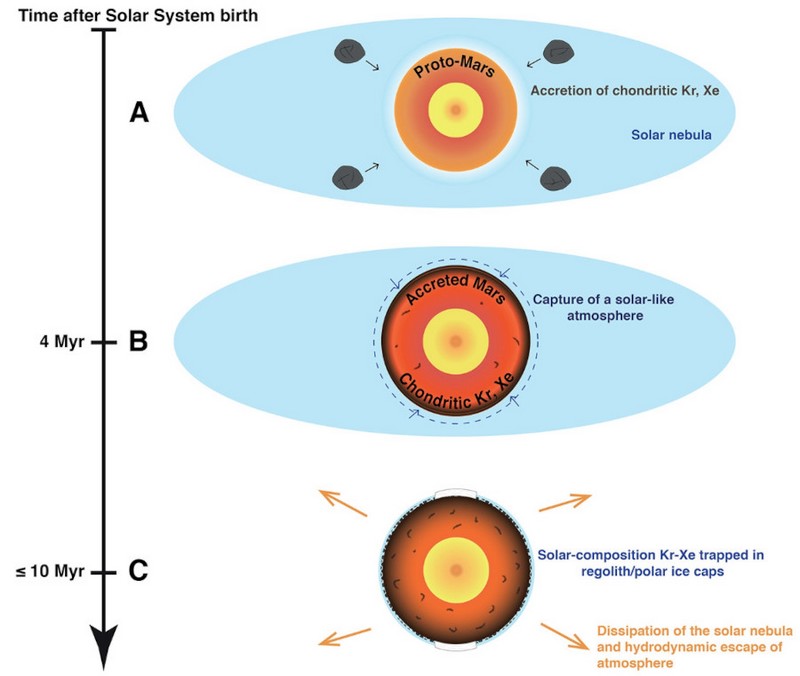 Time after Solar System birth
A
Proto-Mars
Accretion of chondritic Kr, Xe
Solar nebula
4 Myr
B
Accreted Mars
Chondritic Kr, Xe
Capture of a solar-like
atmosphere
≤ 10 Myr
C
Solar-composition Kr-Xe trapped in
regolith/polar ice caps
Dissipation of the solar nebula
and hydrodynamic escape of
atmosphere